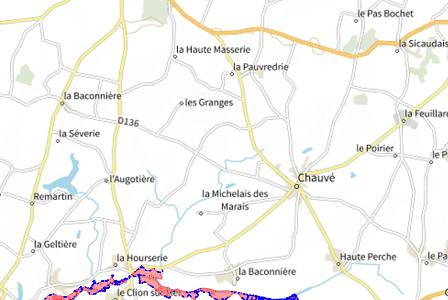 le Pas Bochet
la Sicaudais
la Haute Masserie
la Pauvredrie
la Baconnière
les Granges
la Feuillard
D136
la Séverie
le Poirier
l'Augotière
Chauvé
la Michelais des
Marais
Remartin
la Geltière
la Hourserie
Haute Perche
la Baconnière
le Clion